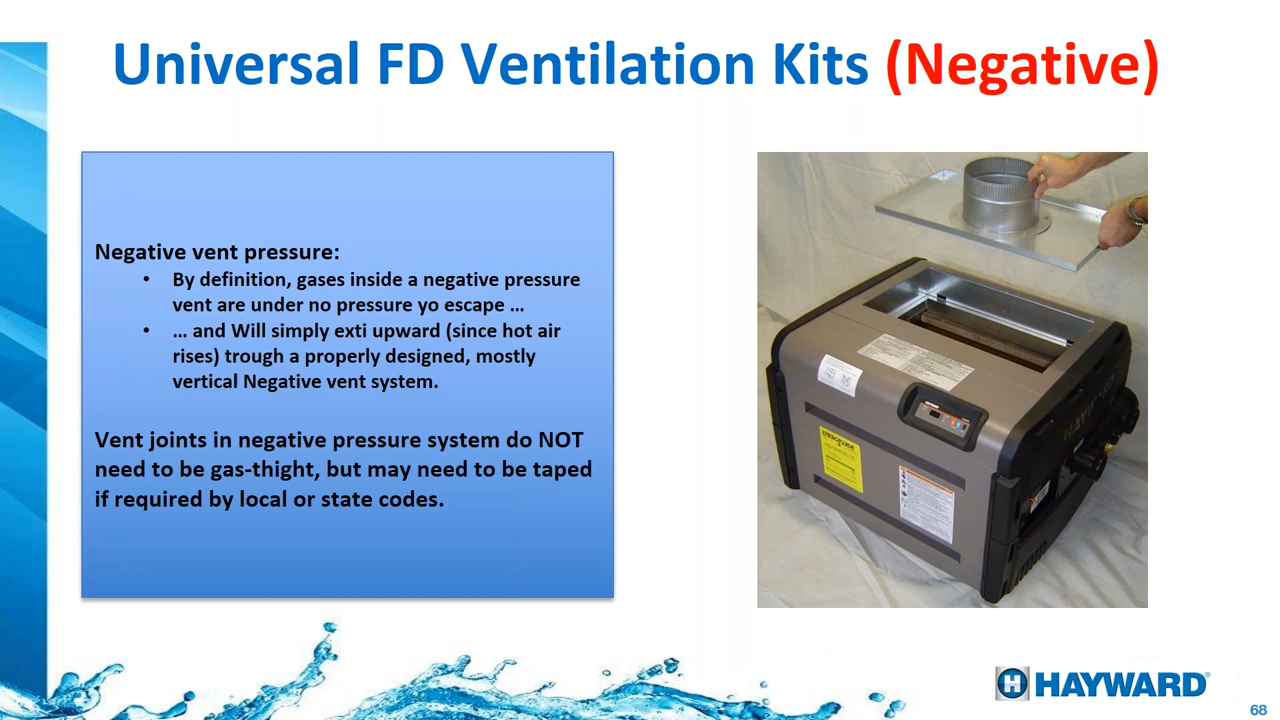 Universal FD Ventilation Kits (Negative)
Negative vent pressure:
• By definition, gases inside a negative pressure
vent are under no pressure yo escape ...
• ... and Will simply exti upward (since hot air
rises) trough a properly designed, mostly
vertical Negative vent system.
Vent joints in negative pressure system do NOT
need to be gas-thight, but may need to be taped
if required by local or state codes.
HAYWARD
H HAYWARD®
68